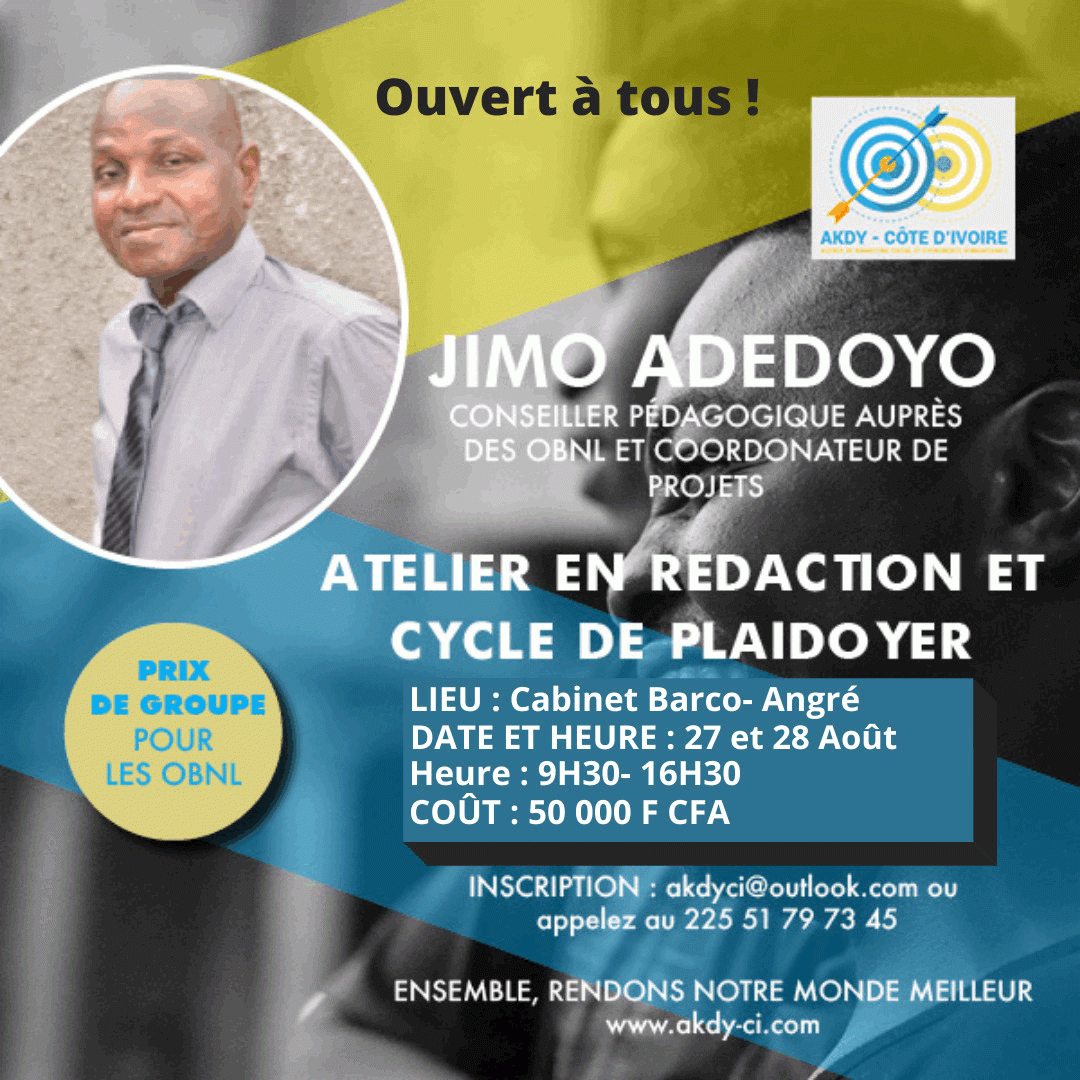 Ouvert à tous !
AKDY - CÔTE D'IVOIRE
JIMO ADEDOYO
CONSEILLER PÉDAGOGIQUE AUPRÈS
DES OBNL ET COORDONATEUR DE
PROJETS
ATELIER EN REDACTION ET
CYCLE DE PLAIDOYER
PRIX
DE GROUPE
POUR
LES OBNL
LIEU : Cabinet Barco- Angré
DATE ET HEURE : 27 et 28 Août
Heure : 9H30- 16H30
COÛT : 50 000 F CFA
INSCRIPTION : akdyci@outlook.com ou
appelez au 225 51 79 73 45
ENSEMBLE, RENDONS NOTRE MONDE MEILLEUR
www.akdy-ci.com